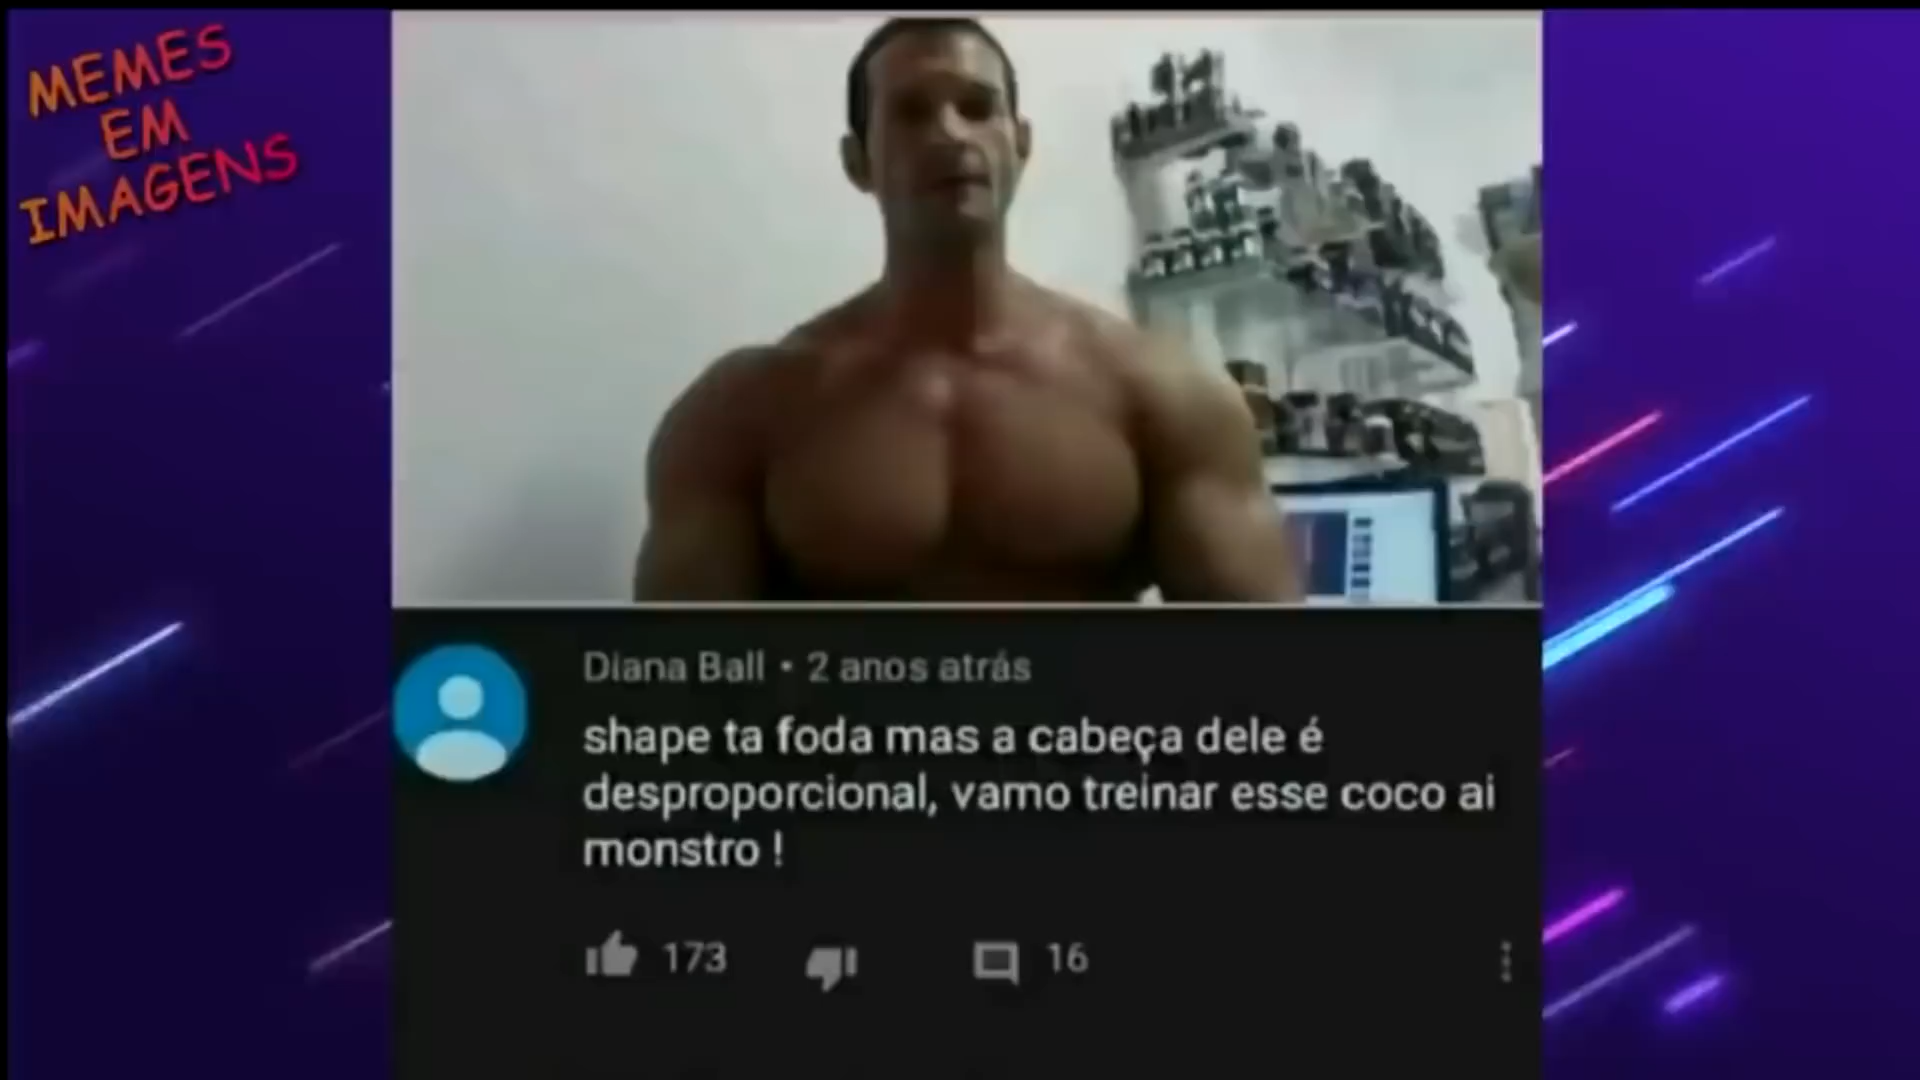 MEMES
EM
IMAGENS
Diana Ball • 2 anos atrás
shape ta foda mas a cabeça dele é
desproporcional, vamo treinar esse coco ai
monstro !
173
16